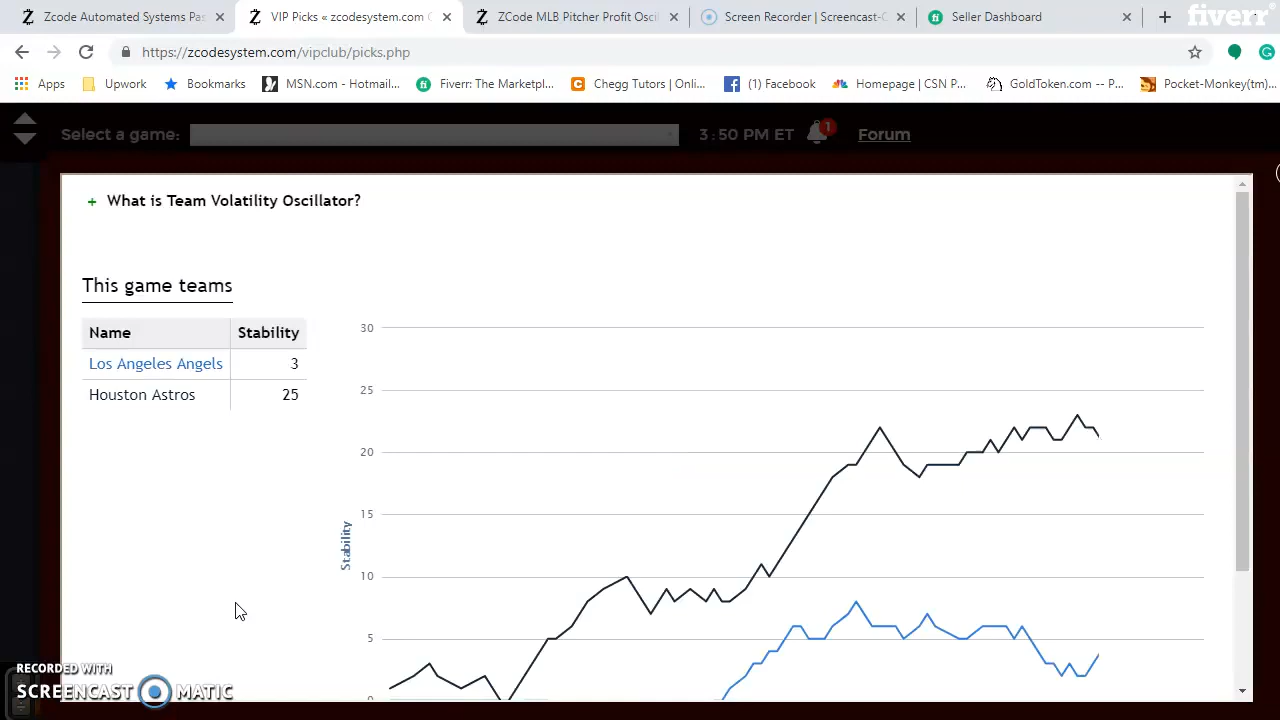 Zcode Automated Systems Pas
VIP Picks « zcodesystem.com
Zcode MLB Pitcher Profit Oscil
Screen Recorder | Screencast-O
Seller Dashboard
fiverr
https://zcodesystem.com/vipclub/picks.php
Apps
Upwork
Bookmarks
MSN.com - Hotmail...
Fiverr: The Marketpl...
Chegg Tutors | Onli...
(1) Facebook
Homepage | CSN P...
GoldToken.com -- P...
Pocket-Monkey(tm)...
Select a game:
3:50 PM ET
1
Forum
+ What is Team Volatility Oscillator?
This game teams
Name Stability
Los Angeles Angels 3
Houston Astros 25
30
25
20
15
10
5
0
Stability
RECORDED WITH
SCREENCAST MATIC